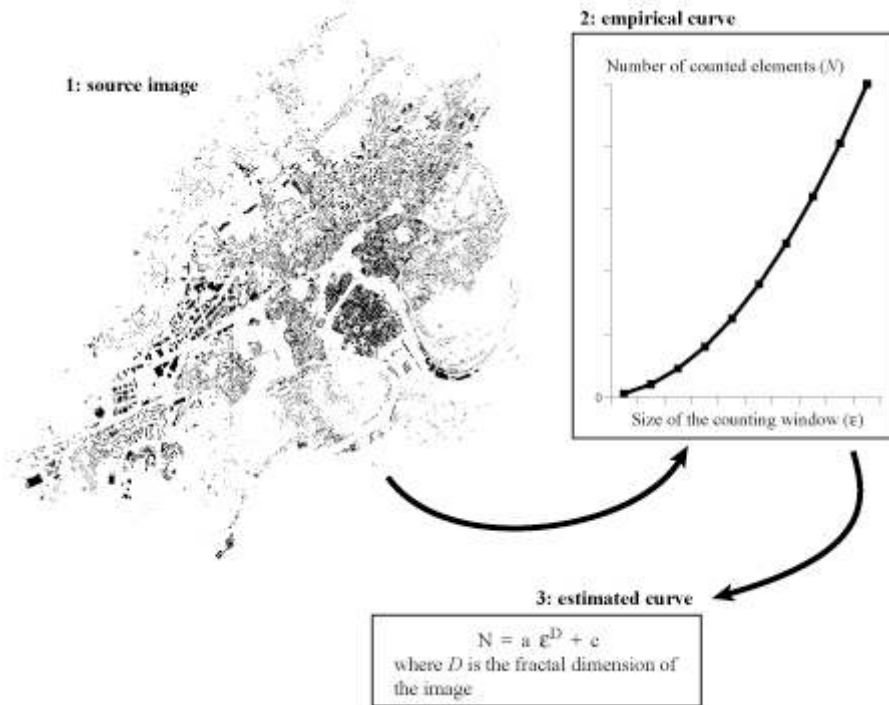 1: source image
2: empirical curve
Number of counted elements (N)
0
Size of the counting window (ε)
3: estimated curve
N = a ε^D + c
where D is the fractal dimension of
the image